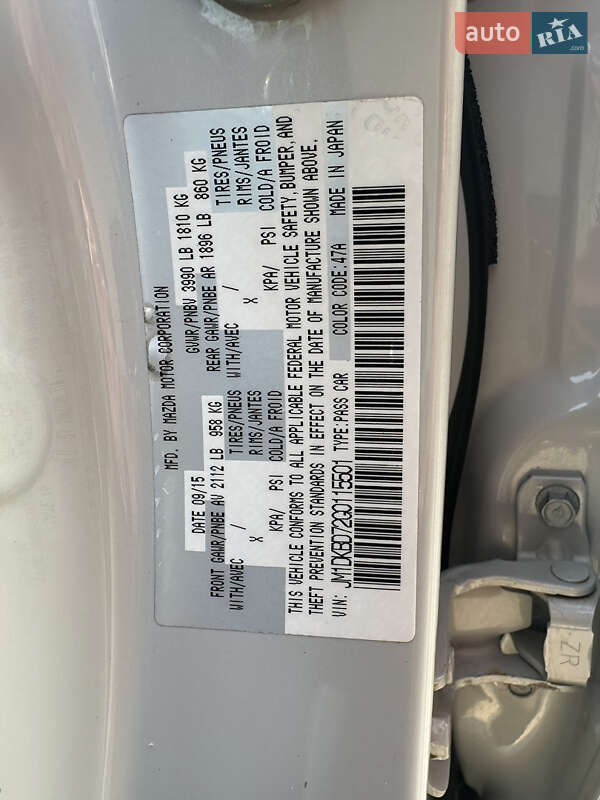 auto RIA.com
MFD. BY MAZDA MOTOR CORPORATION
DATE 09/15 GVWR/PNBV 3990 LB 1810 KG
FRONT GAWR/PNBE AV 2112 LB 958 KG REAR GAWR/PNBE AR 1896 LB 860 KG
WITH/AVEC / TIRES/PNEUS WITH/AVEC / TIRES/PNEUS
X RIMS/JANTES X RIMS/JANTES
KPA/ PSI COLD/A FROID KPA/ PSI COLD/A FROID
THIS VEHICLE CONFORMS TO ALL APPLICABLE FEDERAL MOTOR VEHICLE SAFETY, BUMPER, AND
THEFT PREVENTION STANDARDS IN EFFECT ON THE DATE OF MANUFACTURE SHOWN ABOVE.
VIN: JM1DKBD72G0115501 TYPE:PASS CAR COLOR CODE:47A MADE IN JAPAN
ZR